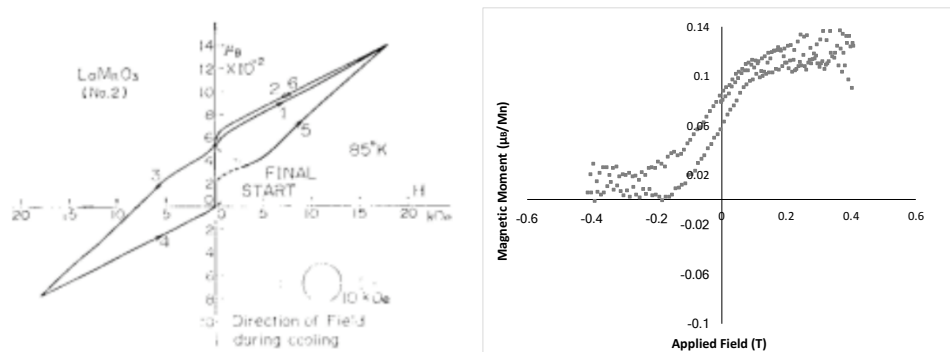 14 μB
12 ×10⁻²
LaMnO₃
(No.2)
10
8
2 6
1
6
5
4
85°K
3
2
FINAL
START
0
H
20 15 10 5 0 5 10 15 20
kOe
2
4
4
6
8
10 kOe
10
Direction of Field
during cooling
Magnetic Moment (μB/Mn)
0.14
0.1
0.06
0.02
-0.6 -0.4 -0.2 0 0.2 0.4 0.6
-0.02
-0.06
-0.1
Applied Field (T)